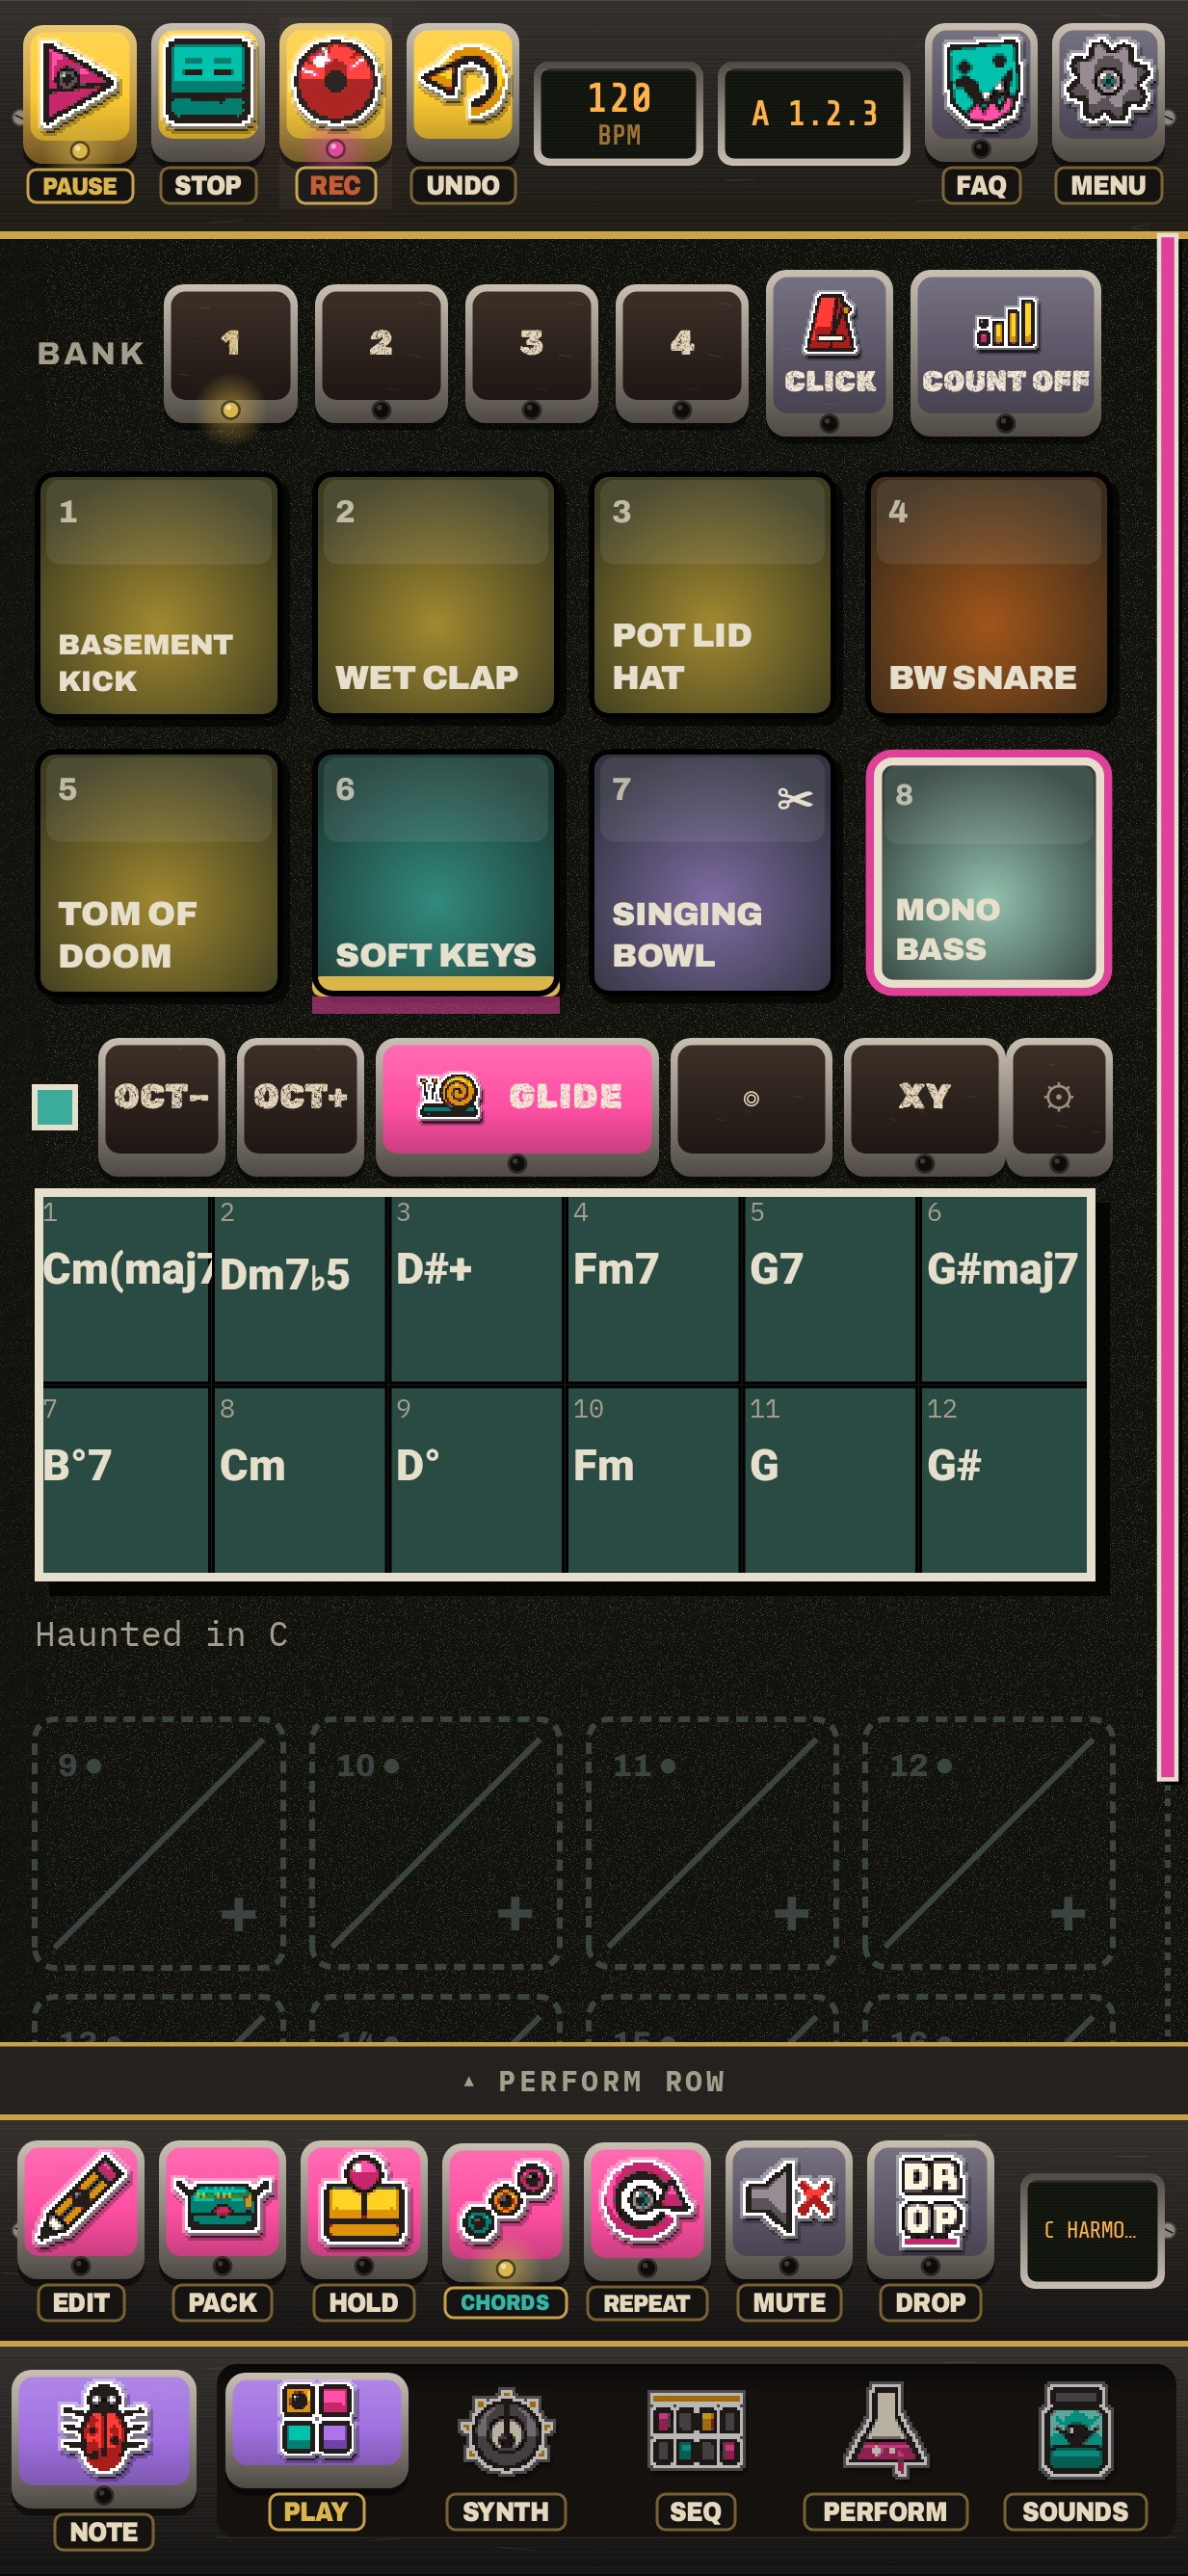 120
BPM
A 1.2.3
PAUSE
STOP
REC
UNDO
FAQ
MENU
BANK
1
2
3
4
CLICK
COUNT OFF
1
BASEMENT
KICK
2
WET CLAP
3
POT LID
HAT
4
BW SNARE
5
TOM OF
DOOM
6
SOFT KEYS
7
SINGING
BOWL
8
MONO
BASS
OCT-
OCT+
GLIDE
XY
1
Cm(maj7
2
Dm7♭5
3
D#+
4
Fm7
5
G7
6
G#maj7
7
B°7
8
Cm
9
D°
10
Fm
11
G
12
G#
Haunted in C
9
10
11
12
13
14
15
16
PERFORM ROW
DROP
C HARMO…
EDIT
PACK
HOLD
CHORDS
REPEAT
MUTE
DROP
NOTE
PLAY
SYNTH
SEQ
PERFORM
SOUNDS